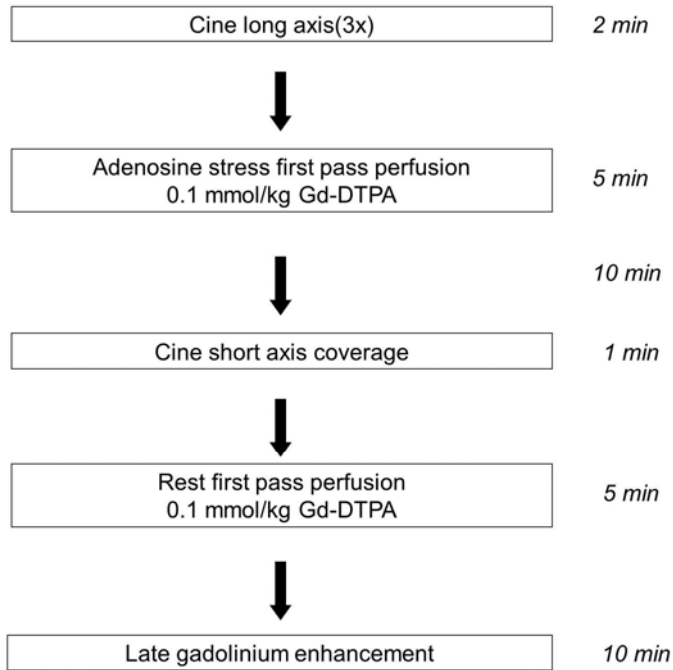 Cine long axis(3x)
2 min
Adenosine stress first pass perfusion
0.1 mmol/kg Gd-DTPA
5 min
10 min
Cine short axis coverage
1 min
Rest first pass perfusion
0.1 mmol/kg Gd-DTPA
5 min
Late gadolinium enhancement
10 min